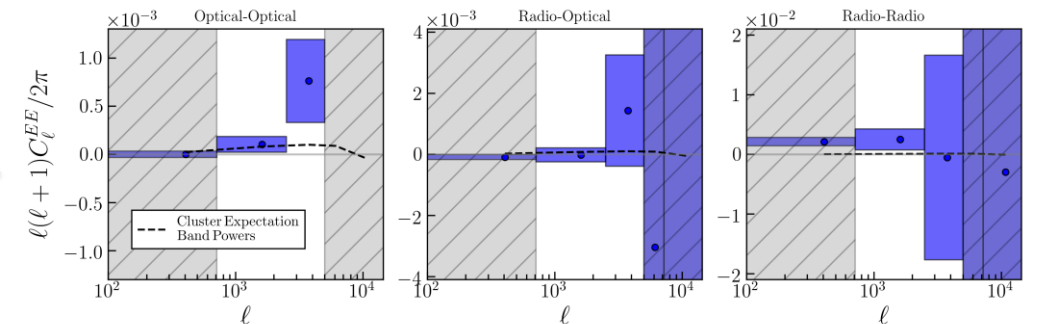 Optical-Optical
×10⁻³
1.0
0.5
0.0
−0.5
−1.0
ℓ(ℓ + 1)C_ℓ^{EE}/2π
Cluster Expectation
Band Powers
10² 10³ 10⁴
ℓ
Radio-Optical
×10⁻³
4
2
0
−2
−4
10² 10³ 10⁴
ℓ
Radio-Radio
×10⁻²
2
1
0
−1
−2
10² 10³ 10⁴
ℓ